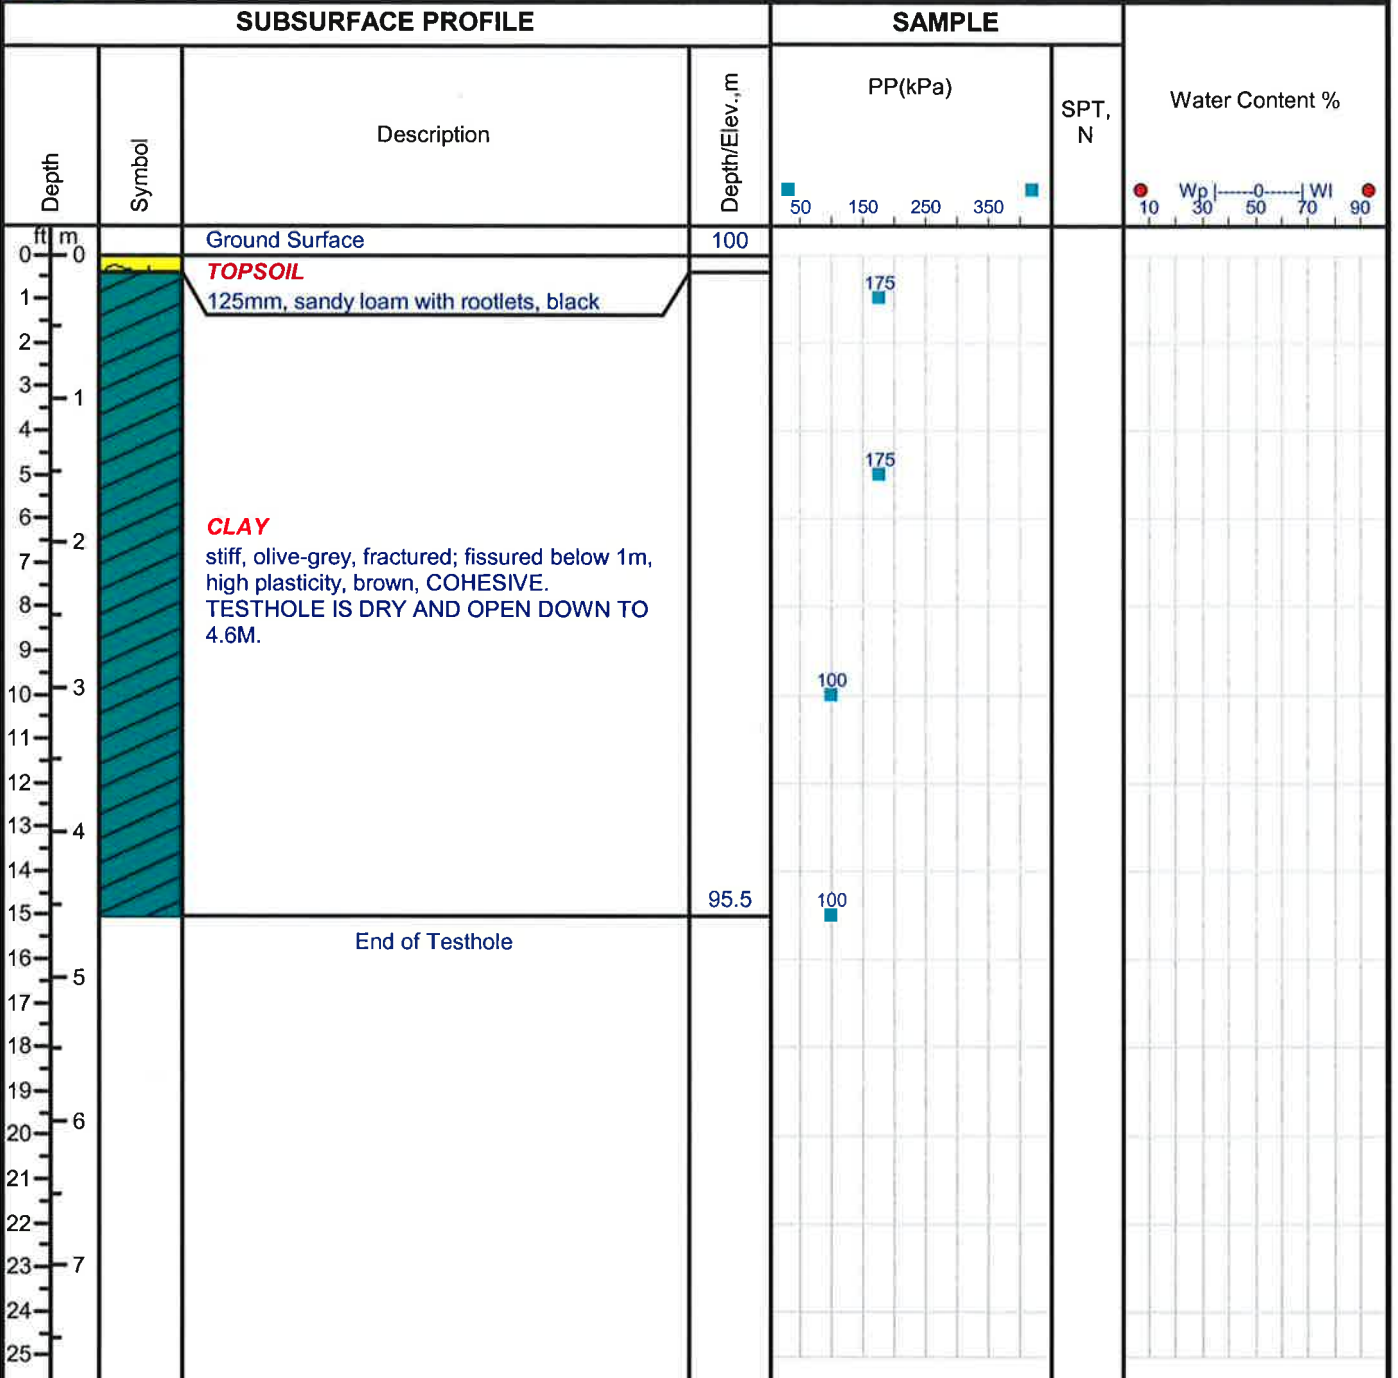 SUBSURFACE PROFILE
SAMPLE
Depth
Symbol
Description
Depth/Elev.,m
PP(kPa)
50 150 250 350
SPT,
N
Water Content %
Wp |-----0------| Wl
10 30 50 70 90
ft m
Ground Surface
100
0 0
TOPSOIL
125mm, sandy loam with rootlets, black
175
1
2
3
1
4
175
5
6
CLAY
2
stiff, olive-grey, fractured; fissured below 1m,
7
high plasticity, brown, COHESIVE.
8
TESTHOLE IS DRY AND OPEN DOWN TO
4.6M.
9
100
3
10
11
12
13
4
14
95.5
100
15
End of Testhole
16
5
17
18
19
6
20
21
22
23
7
24
25